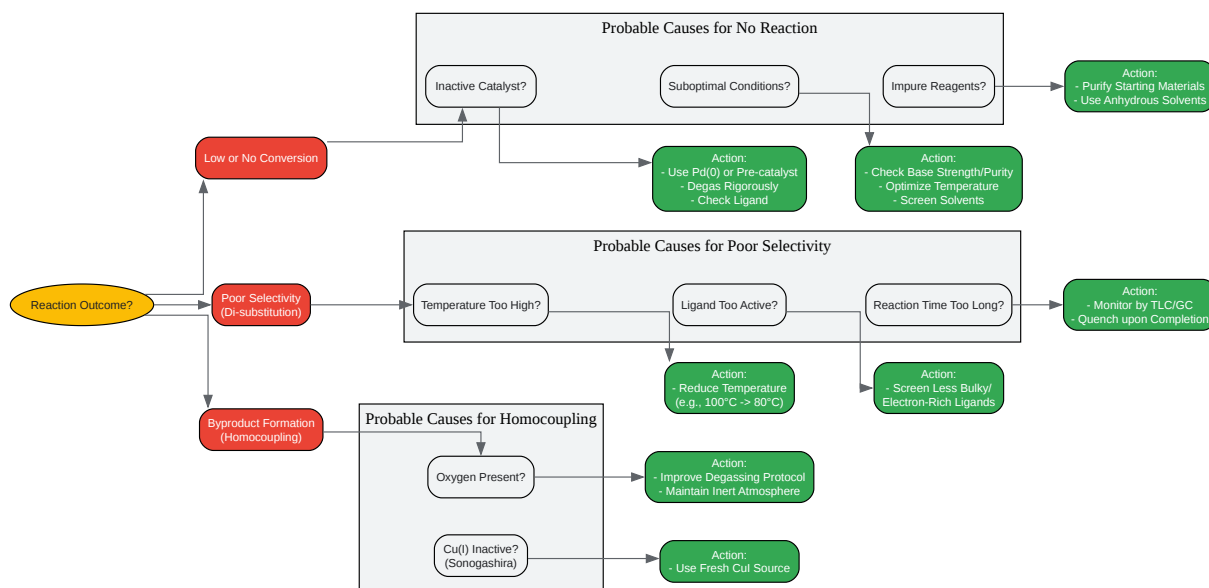 Probable Causes for No Reaction
Inactive Catalyst?
Suboptimal Conditions?
Impure Reagents?
Action:
- Purify Starting Materials
- Use Anhydrous Solvents
Low or No Conversion
Action:
- Use Pd(0) or Pre-catalyst
- Degas Rigorously
- Check Ligand
Action:
- Check Base Strength/Purity
- Optimize Temperature
- Screen Solvents
Probable Causes for Poor Selectivity
Reaction Outcome?
Poor Selectivity
(Di-substitution)
Temperature Too High?
Ligand Too Active?
Reaction Time Too Long?
Action:
- Monitor by TLC/GC
- Quench upon Completion
Action:
- Reduce Temperature
(e.g., 100°C -> 80°C)
Action:
- Screen Less Bulky/
Electron-Rich Ligands
Byproduct Formation
(Homocoupling)
Probable Causes for Homocoupling
Oxygen Present?
Action:
- Improve Degassing Protocol
- Maintain Inert Atmosphere
Cu(I) Inactive?
(Sonogashira)
Action:
- Use Fresh CuI Source